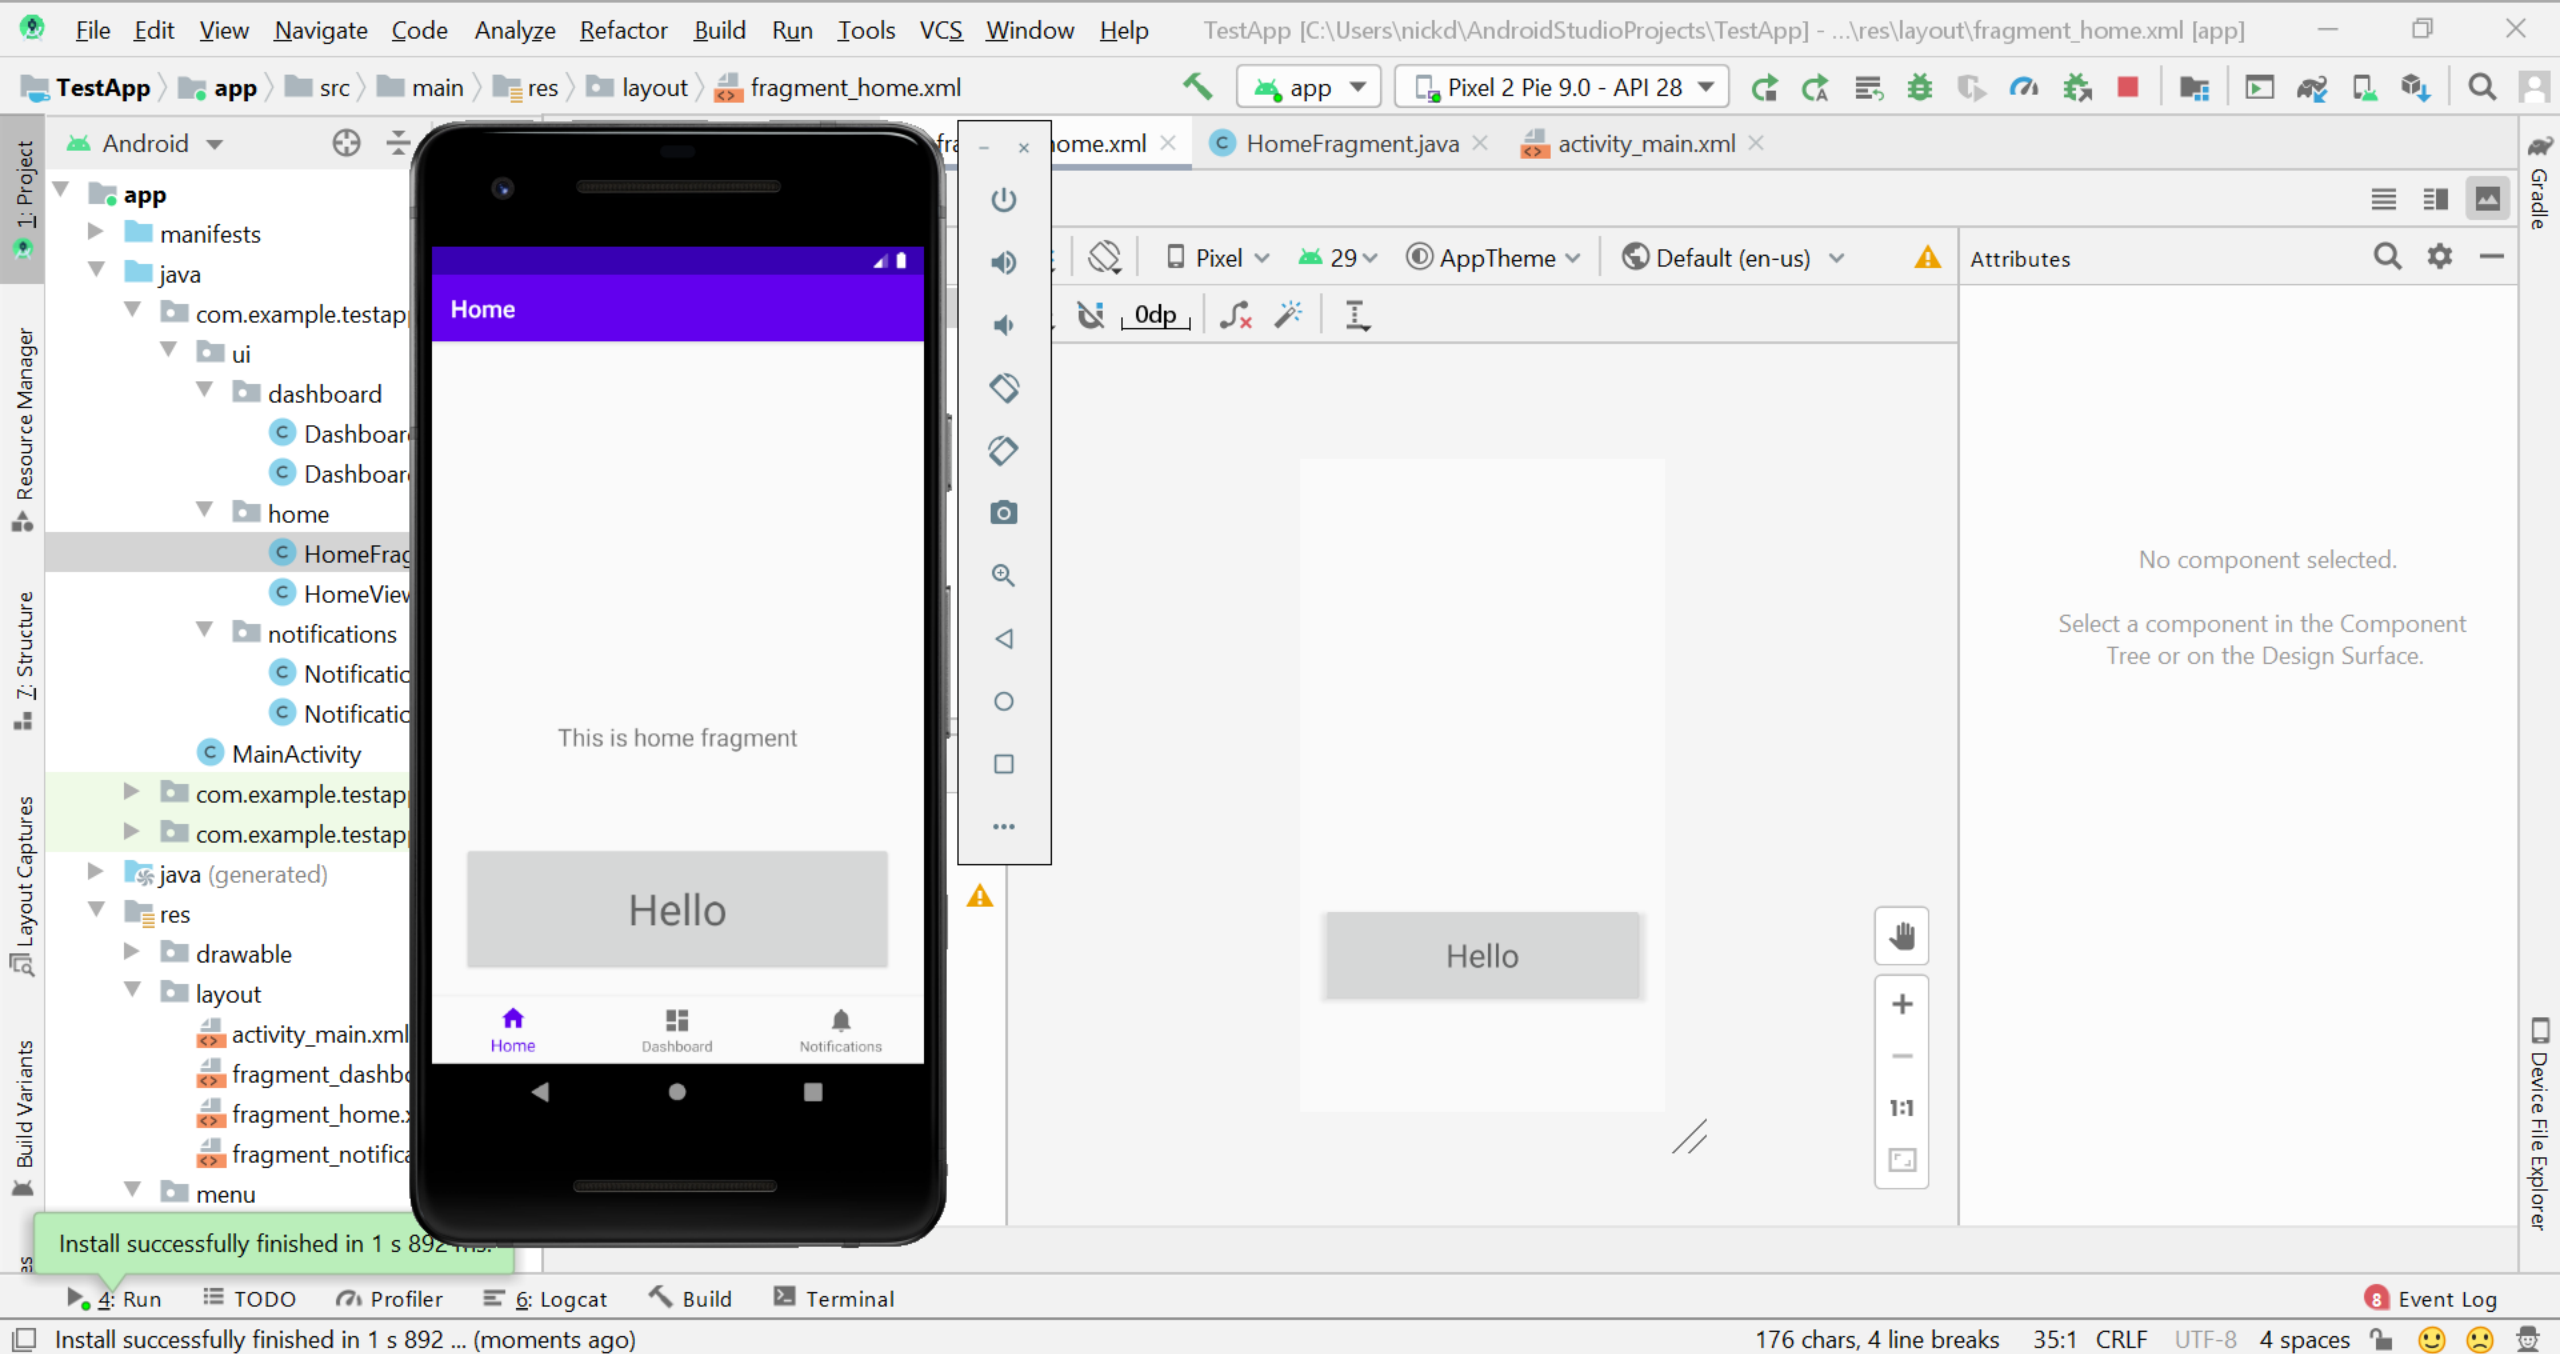 File Edit View Navigate Code Analyze Refactor Build Run Tools VCS Window Help TestApp [C:\Users\nickd\AndroidStudioProjects\TestApp] - ...\res\layout\fragment_home.xml [app]
TestApp app src main res layout fragment_home.xml app Pixel 2 Pie 9.0 - API 28
Android ome.xml HomeFragment.java activity_main.xml
1: Project
Resource Manager
7: Structure
Layout Captures
Build Variants
app
manifests
java
com.example.testapp
ui
dashboard
Dashboar
Dashboar
home
HomeFrag
HomeView
notifications
Notificatio
Notificatio
MainActivity
com.example.testapp
com.example.testapp
java (generated)
res
drawable
layout
activity_main.xml
fragment_dashbo
fragment_home.x
fragment_notifica
menu
Home
This is home fragment
Hello
Home Dashboard Notifications
Pixel 29 AppTheme Default (en-us)
0dp
Hello
1:1
Attributes
No component selected.
Select a component in the Component
Tree or on the Design Surface.
Gradle
Device File Explorer
Install successfully finished in 1 s 892 ms.
4: Run TODO Profiler 6: Logcat Build Terminal 8 Event Log
Install successfully finished in 1 s 892 ... (moments ago) 176 chars, 4 line breaks 35:1 CRLF UTF-8 4 spaces